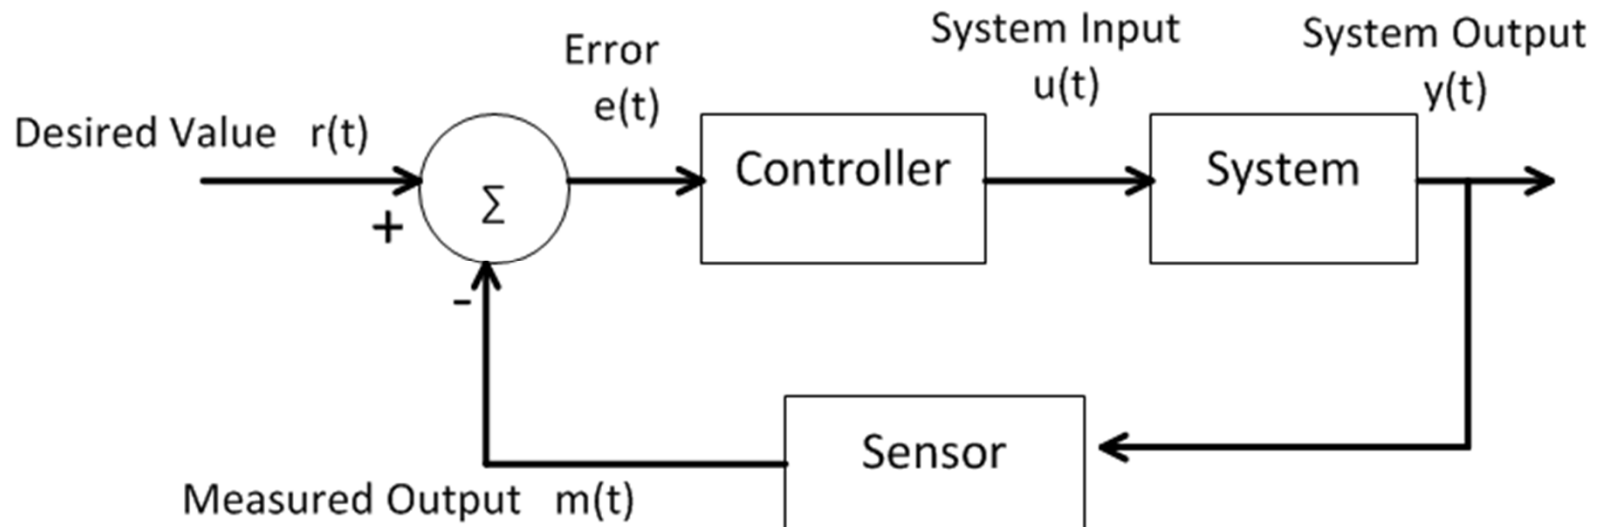 System Input
System Output
Error
u(t)
y(t)
e(t)
Desired Value r(t)
Controller
System
Σ
+
-
Sensor
Measured Output m(t)